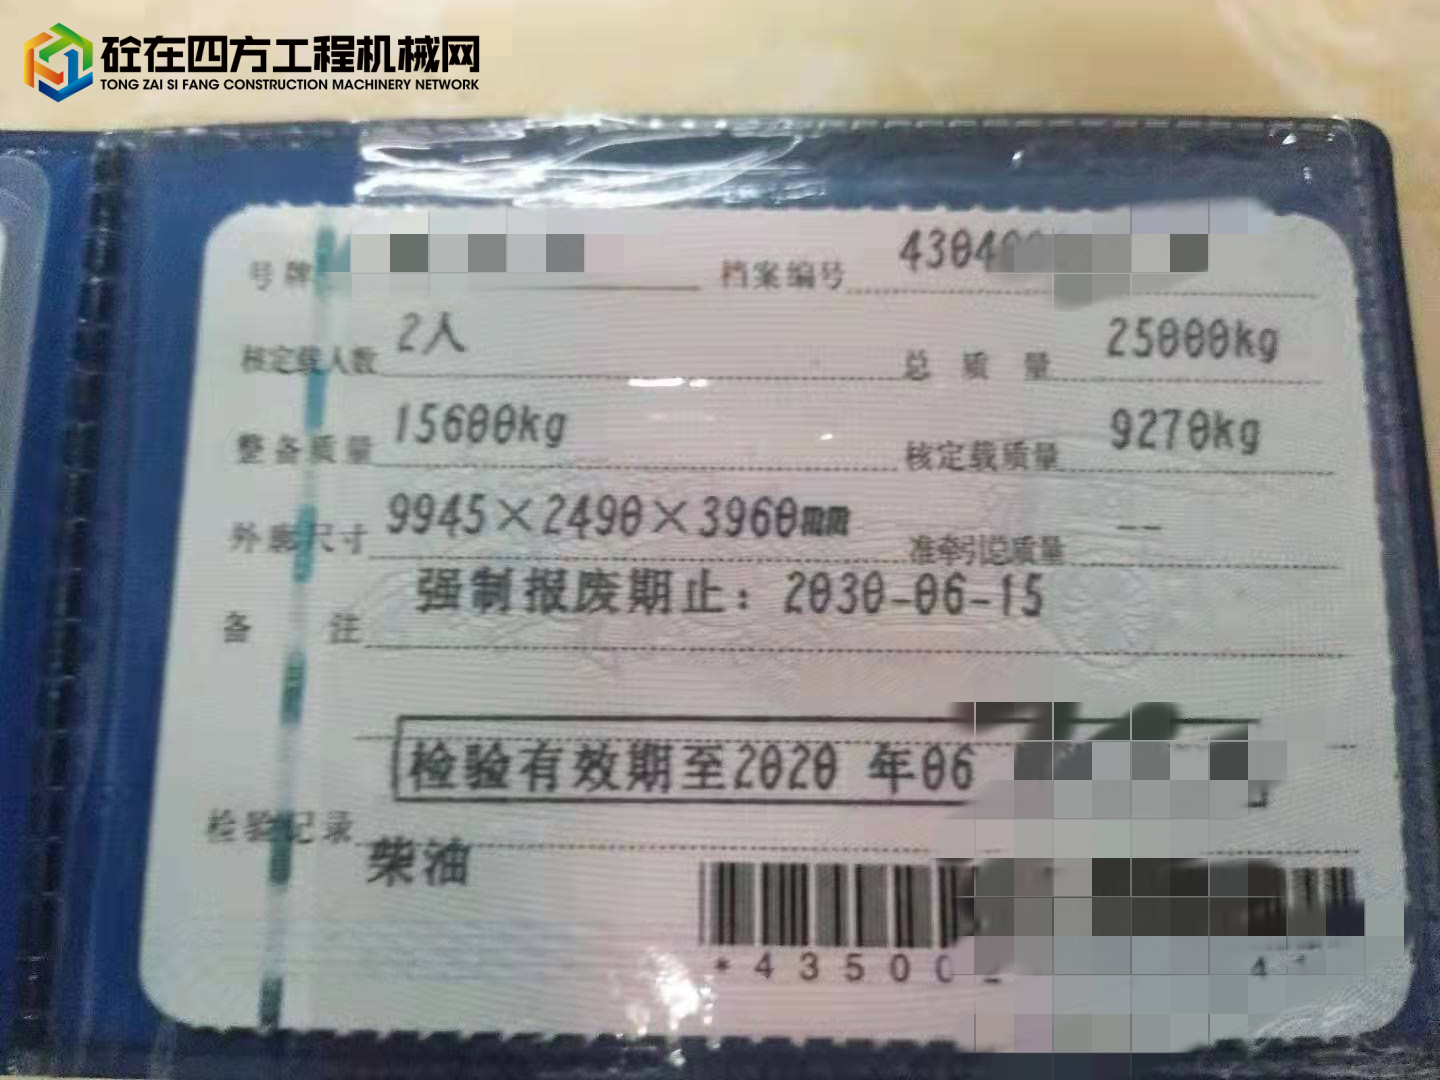 砼在四方工程机械网
TONG ZAI SI FANG CONSTRUCTION MACHINERY NETWORK
号牌 档案编号 43040
核定载人数 2人 总质量 25000kg
整备质量 15600kg 核定载质量 9270kg
外廓尺寸 9945×2490×3960mm 准牵引总质量 --
备注 强制报废期止：2030-06-15
检验有效期至2020 年06
检验记录
柴油
*43500